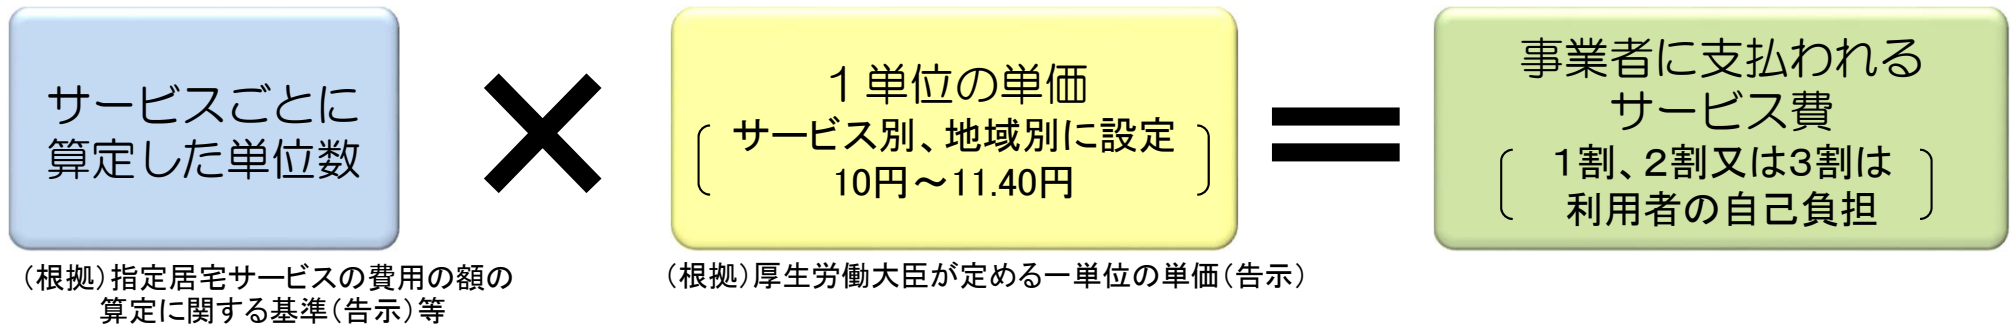 サービスごとに
算定した単位数
(根拠)指定居宅サービスの費用の額の
算定に関する基準(告示)等
×
1単位の単価
サービス別、地域別に設定
10円～11.40円
(根拠)厚生労働大臣が定める一単位の単価(告示)
＝
事業者に支払われる
サービス費
1割、2割又は3割は
利用者の自己負担